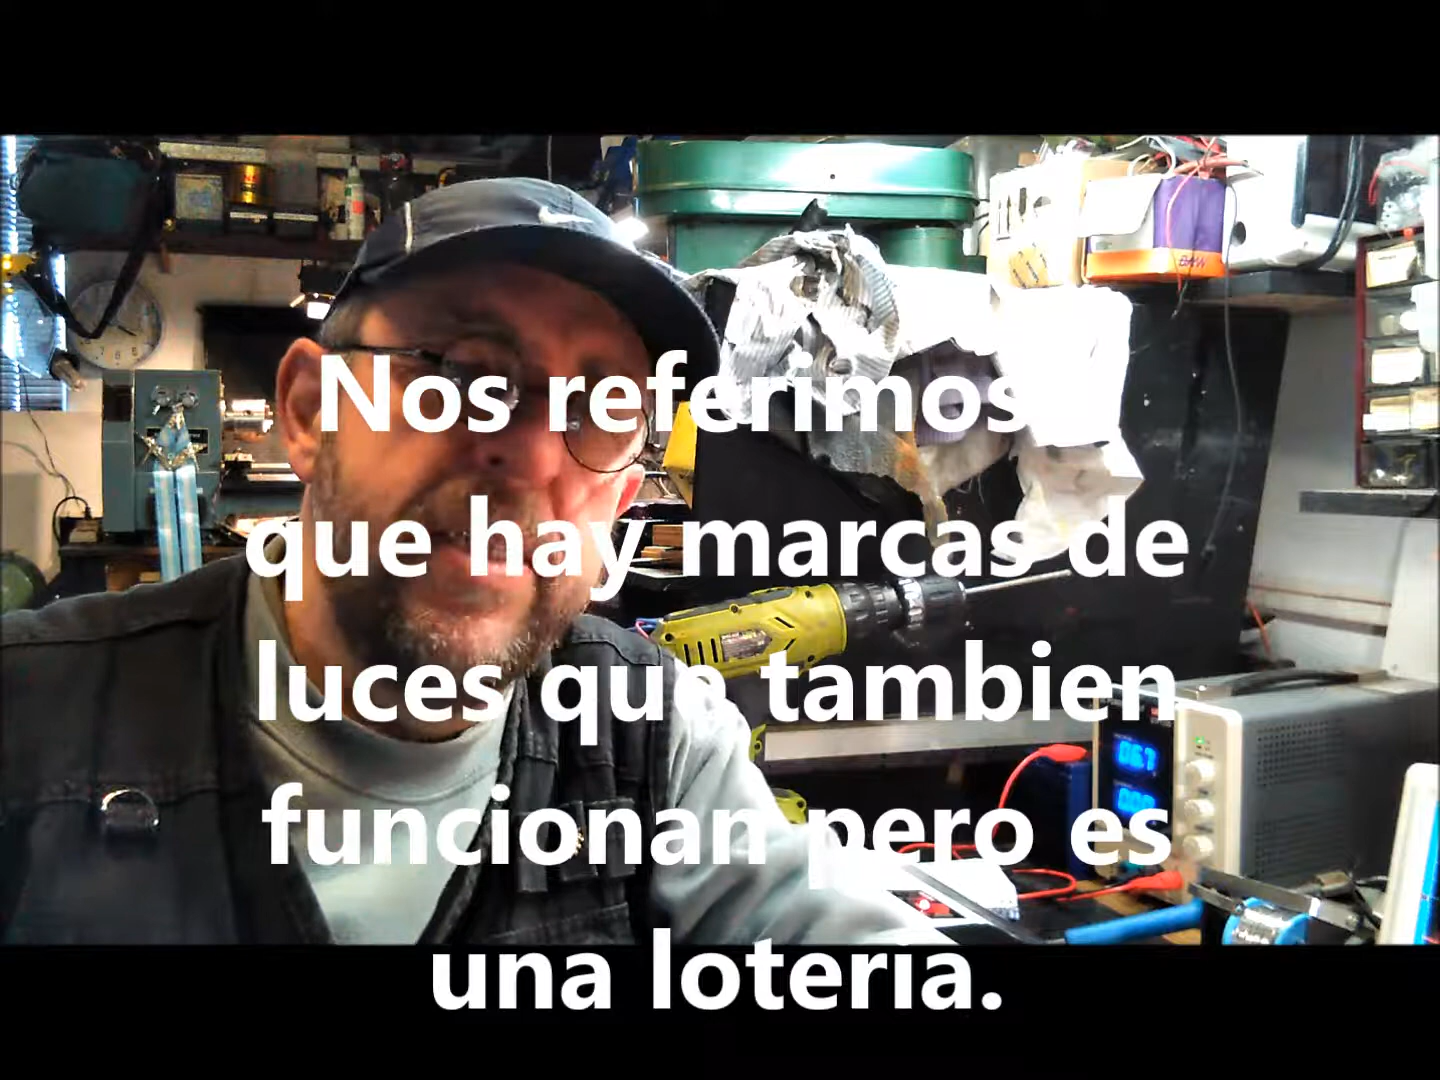 Nos referimos
que hay marcas de
luces que tambien
funcionan pero es
una loteria.